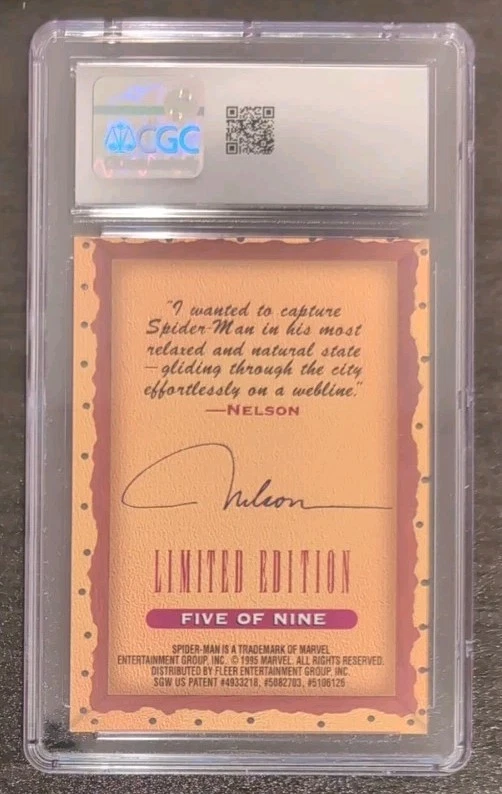 CGC
"I wanted to capture
Spider-Man in his most
relaxed and natural state
—gliding through the city
effortlessly on a webline."
—NELSON
Nelson
LIMITED EDITION
FIVE OF NINE
SPIDER-MAN IS A TRADEMARK OF MARVEL
ENTERTAINMENT GROUP, INC. © 1995 MARVEL. ALL RIGHTS RESERVED.
DISTRIBUTED BY FLEER ENTERTAINMENT GROUP, INC.
SGW US PATENT #4933218, #5082703, #5106126